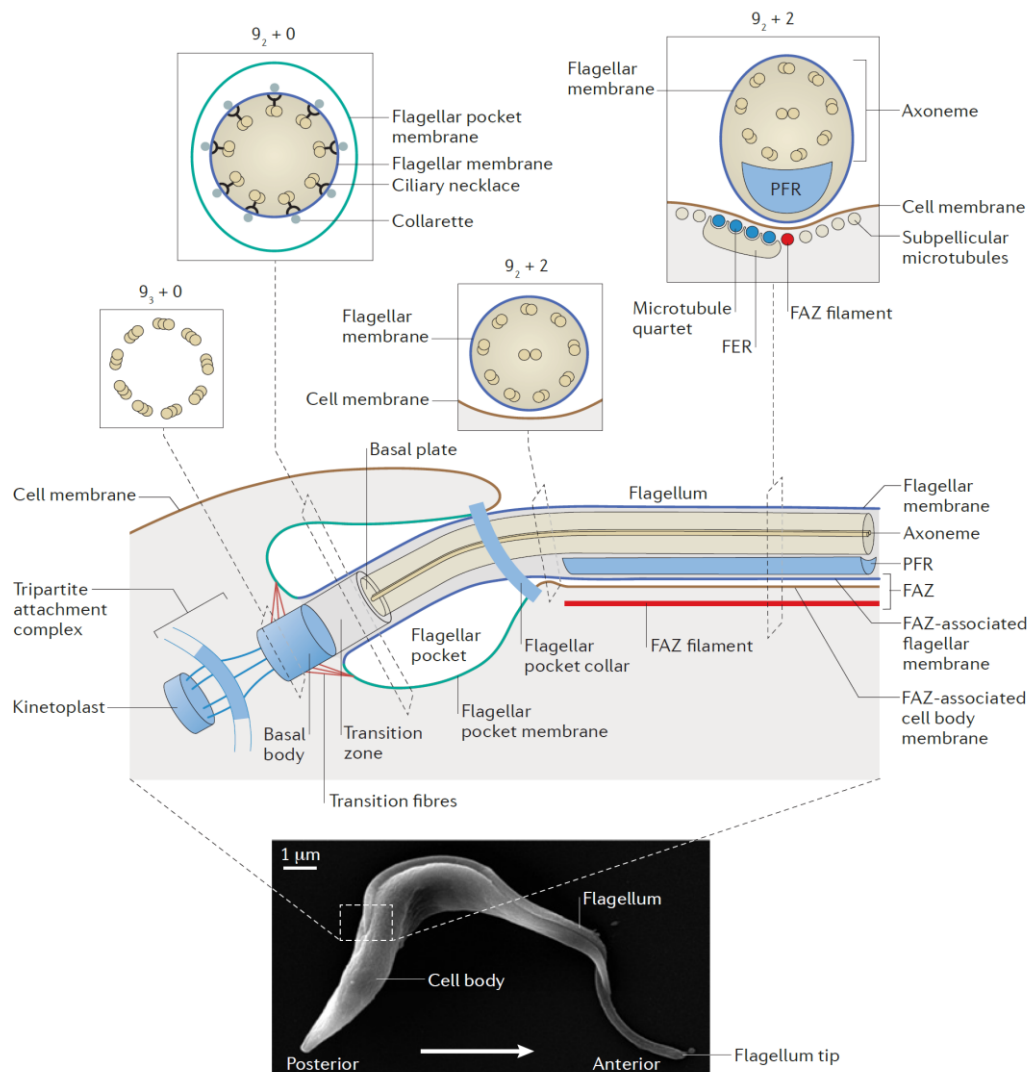 9₂ + 0
Flagellar pocket
membrane
Flagellar membrane
Ciliary necklace
Collarette
9₂ + 2
Flagellar
membrane
Axoneme
PFR
Cell membrane
Subpellicular
microtubules
Microtubule
quartet
FAZ filament
FER
9₃ + 0
9₂ + 2
Flagellar
membrane
Cell membrane
Basal plate
Cell membrane
Flagellum
Flagellar
membrane
Axoneme
PFR
FAZ
FAZ-associated
flagellar
membrane
FAZ-associated
cell body
membrane
Tripartite
attachment
complex
Kinetoplast
Basal
body
Transition
zone
Transition fibres
Flagellar
pocket
Flagellar
pocket membrane
Flagellar
pocket collar
FAZ filament
1 μm
Flagellum
Cell body
Posterior
Anterior
Flagellum tip